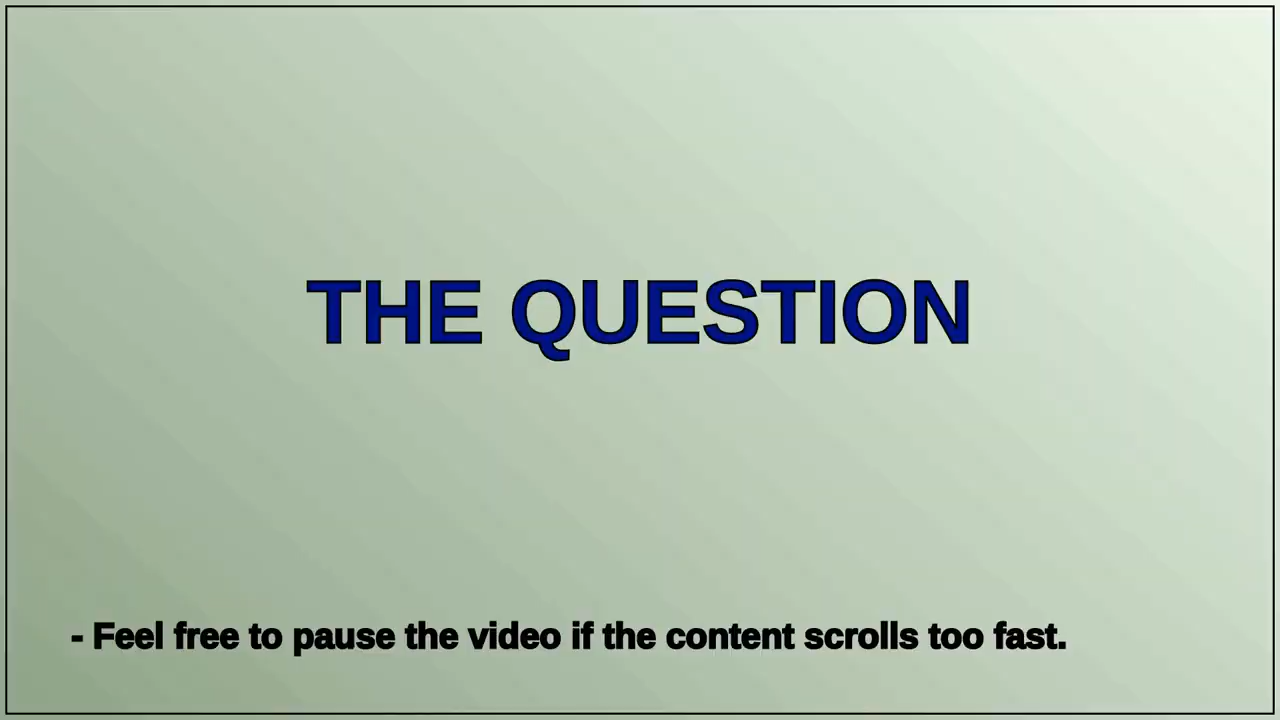 THE QUESTION
- Feel free to pause the video if the content scrolls too fast.